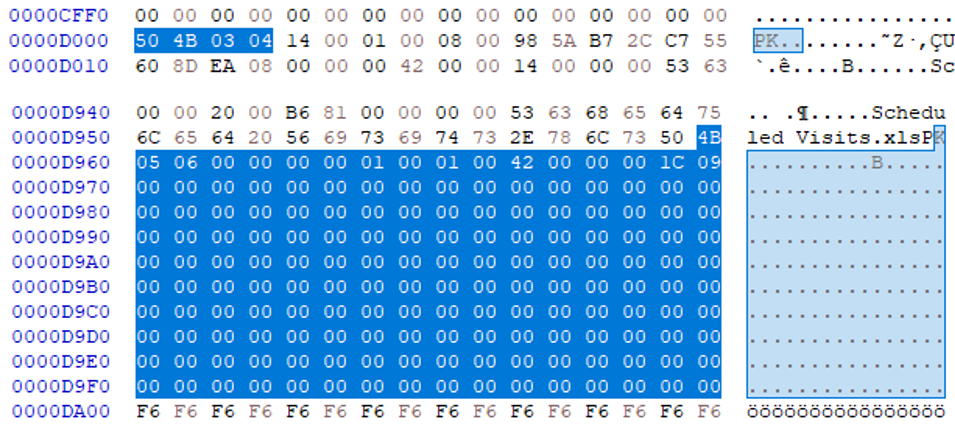 0000CFF0 00 00 00 00 00 00 00 00 00 00 00 00 00 00 00 00 ................
0000D000 50 4B 03 04 14 00 01 00 08 00 98 5A B7 2C C7 55 PK........˜Z·,ÇU
0000D010 60 8D EA 08 00 00 00 42 00 00 14 00 00 00 53 63 `.ê....B......Sc
0000D940 00 00 20 00 B6 81 00 00 00 00 53 63 68 65 64 75 .. .¶.....Schedu
0000D950 6C 65 64 20 56 69 73 69 74 73 2E 78 6C 73 50 4B led Visits.xlsPK
0000D960 05 06 00 00 00 00 01 00 01 00 42 00 00 00 1C 09 ..........B.....
0000D970 00 00 00 00 00 00 00 00 00 00 00 00 00 00 00 00 ................
0000D980 00 00 00 00 00 00 00 00 00 00 00 00 00 00 00 00 ................
0000D990 00 00 00 00 00 00 00 00 00 00 00 00 00 00 00 00 ................
0000D9A0 00 00 00 00 00 00 00 00 00 00 00 00 00 00 00 00 ................
0000D9B0 00 00 00 00 00 00 00 00 00 00 00 00 00 00 00 00 ................
0000D9C0 00 00 00 00 00 00 00 00 00 00 00 00 00 00 00 00 ................
0000D9D0 00 00 00 00 00 00 00 00 00 00 00 00 00 00 00 00 ................
0000D9E0 00 00 00 00 00 00 00 00 00 00 00 00 00 00 00 00 ................
0000D9F0 00 00 00 00 00 00 00 00 00 00 00 00 00 00 00 00 ................
0000DA00 F6 F6 F6 F6 F6 F6 F6 F6 F6 F6 F6 F6 F6 F6 F6 F6 öööööööööööööööö